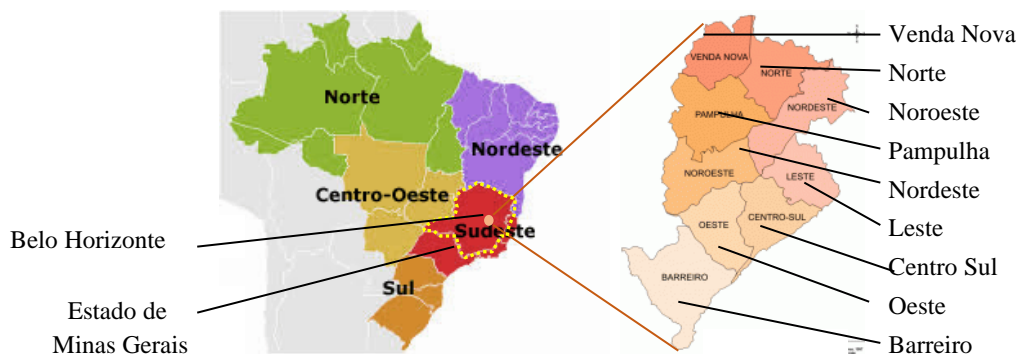 Norte
Nordeste
Centro-Oeste
Sudeste
Sul
Belo Horizonte
Estado de
Minas Gerais
VENDA NOVA
NORTE
NORDESTE
PAMPULHA
NOROESTE
LESTE
OESTE
CENTRO-SUL
BARREIRO
Venda Nova
Norte
Noroeste
Pampulha
Nordeste
Leste
Centro Sul
Oeste
Barreiro